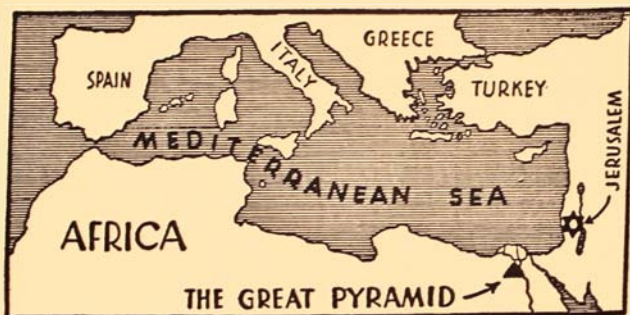 GREECE
ITALY
SPAIN
TURKEY
JERUSALEM
MEDITERRANEAN SEA
AFRICA
THE GREAT PYRAMID